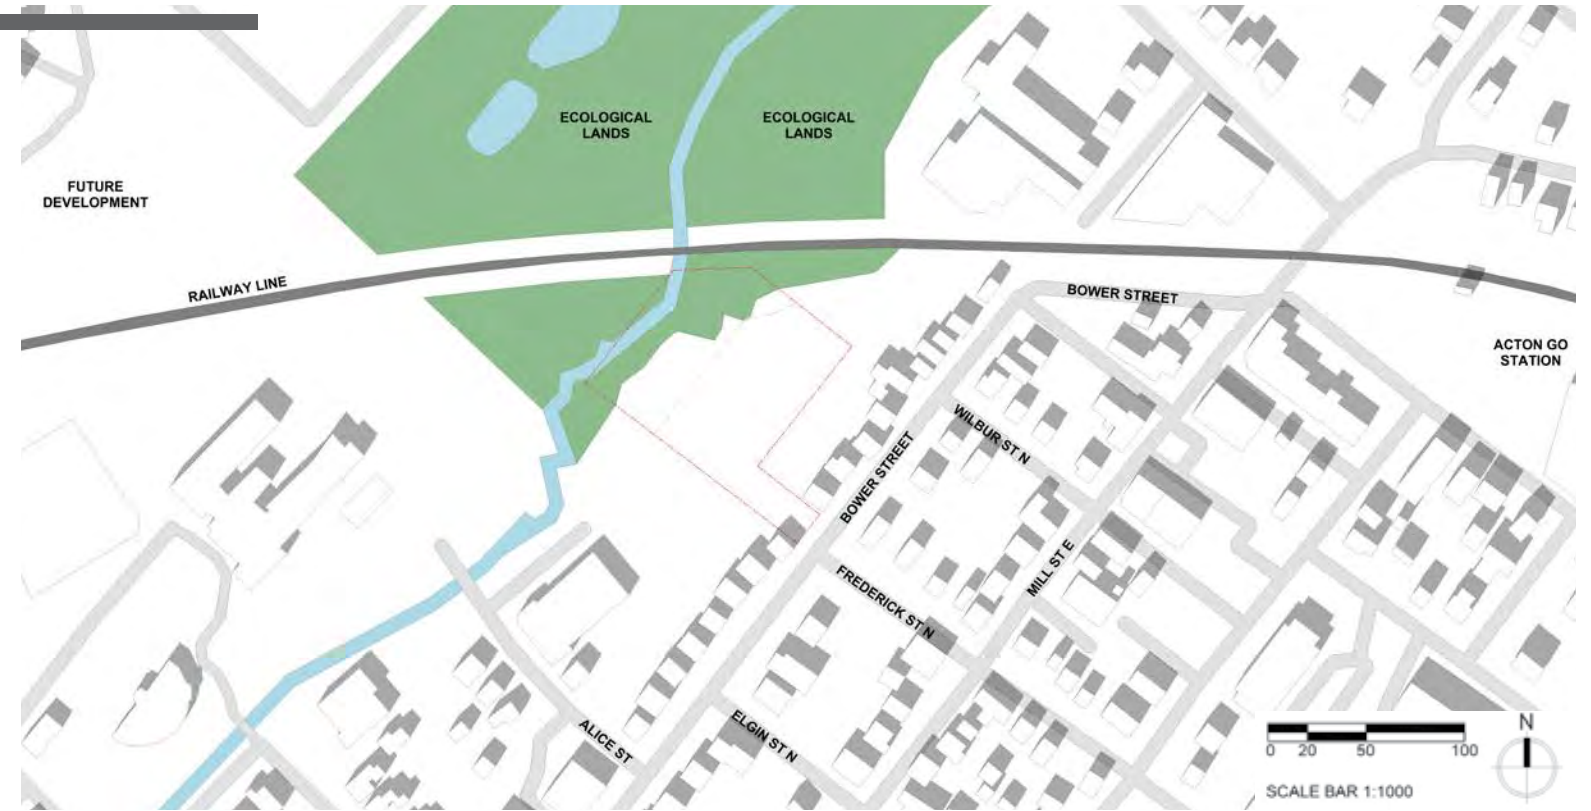 ECOLOGICAL
LANDS
ECOLOGICAL
LANDS
FUTURE
DEVELOPMENT
RAILWAY LINE
BOWER STREET
ACTON GO
STATION
WILBUR ST N
BOWER STREET
MILL ST E
FREDERICK ST N
ALICE ST
ELGIN ST N
N
0 20 50 100
SCALE BAR 1:1000